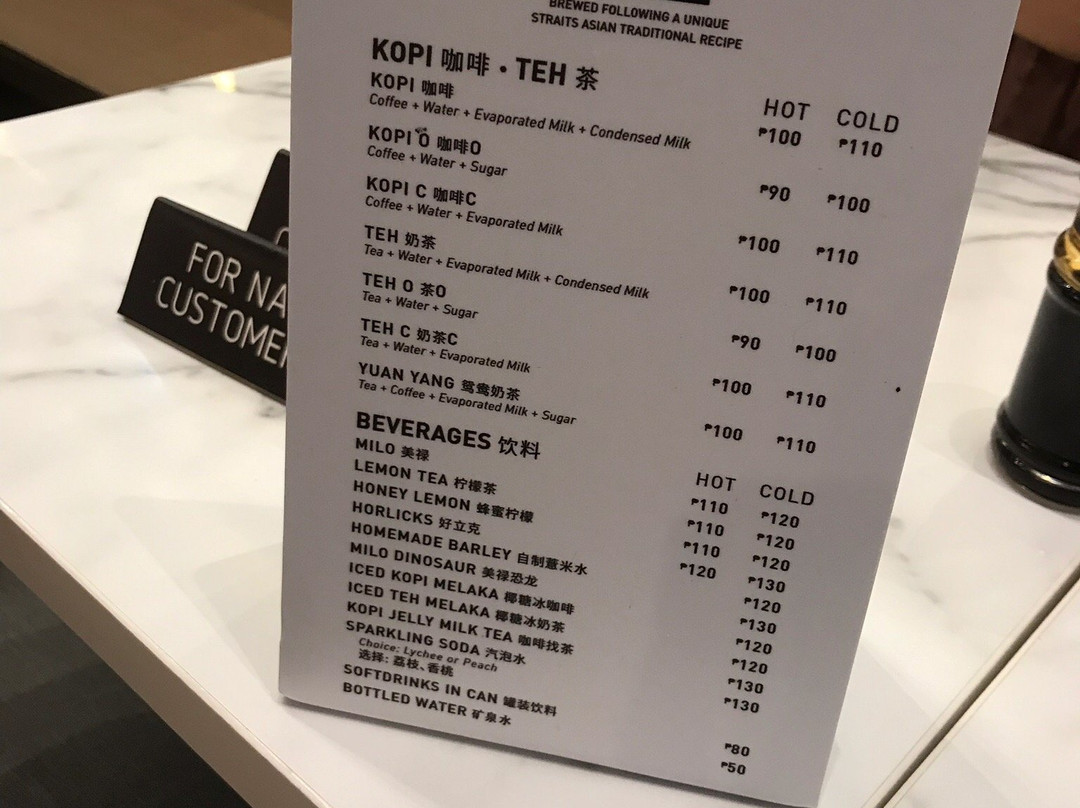 BREWED FOLLOWING A UNIQUE
STRAITS ASIAN TRADITIONAL RECIPE
KOPI 咖啡 · TEH 茶
HOT COLD
KOPI 咖啡 ₱100 ₱110
Coffee + Water + Evaporated Milk + Condensed Milk
KOPI O 咖啡O ₱90 ₱100
Coffee + Water + Sugar
KOPI C 咖啡C ₱100 ₱110
Coffee + Water + Evaporated Milk
TEH 奶茶 ₱100 ₱110
Tea + Water + Evaporated Milk + Condensed Milk
TEH O 茶O ₱90 ₱100
Tea + Water + Sugar
TEH C 奶茶C ₱100 ₱110
Tea + Water + Evaporated Milk
YUAN YANG 鸳鸯奶茶 ₱100 ₱110
Tea + Coffee + Evaporated Milk + Sugar
BEVERAGES 饮料
HOT COLD
MILO 美禄 ₱110 ₱120
LEMON TEA 柠檬茶 ₱110 ₱120
HONEY LEMON 蜂蜜柠檬 ₱110 ₱120
HORLICKS 好立克 ₱120 ₱130
HOMEMADE BARLEY 自制薏米水 ₱120
MILO DINOSAUR 美禄恐龙 ₱130
ICED KOPI MELAKA 椰糖冰咖啡 ₱120
ICED TEH MELAKA 椰糖冰奶茶 ₱120
KOPI JELLY MILK TEA 咖啡找茶 ₱130
SPARKLING SODA 汽泡水 ₱130
Choice: Lychee or Peach
选择: 荔枝、香桃
SOFTDRINKS IN CAN 罐装饮料 ₱80
BOTTLED WATER 矿泉水 ₱50
FOR NA
CUSTOME